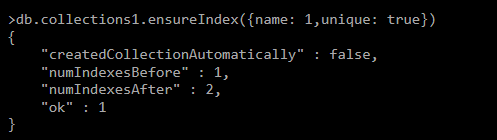 >db.collections1.ensureIndex({name: 1,unique: true})
{
    "createdCollectionAutomatically" : false,
    "numIndexesBefore" : 1,
    "numIndexesAfter" : 2,
    "ok" : 1
}